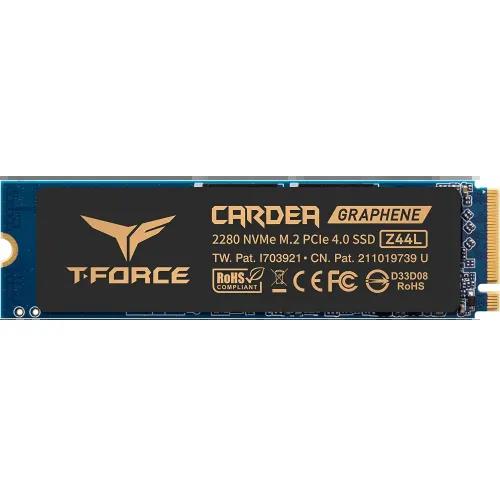 T-FORCE
CARDEA GRAPHENE
2280 NVMe M.2 PCIe 4.0 SSD Z44L
TW. Pat. I703921 • CN. Pat. 211019739 U
RoHS
COMPLIANT
CE FC D33D08
RoHS